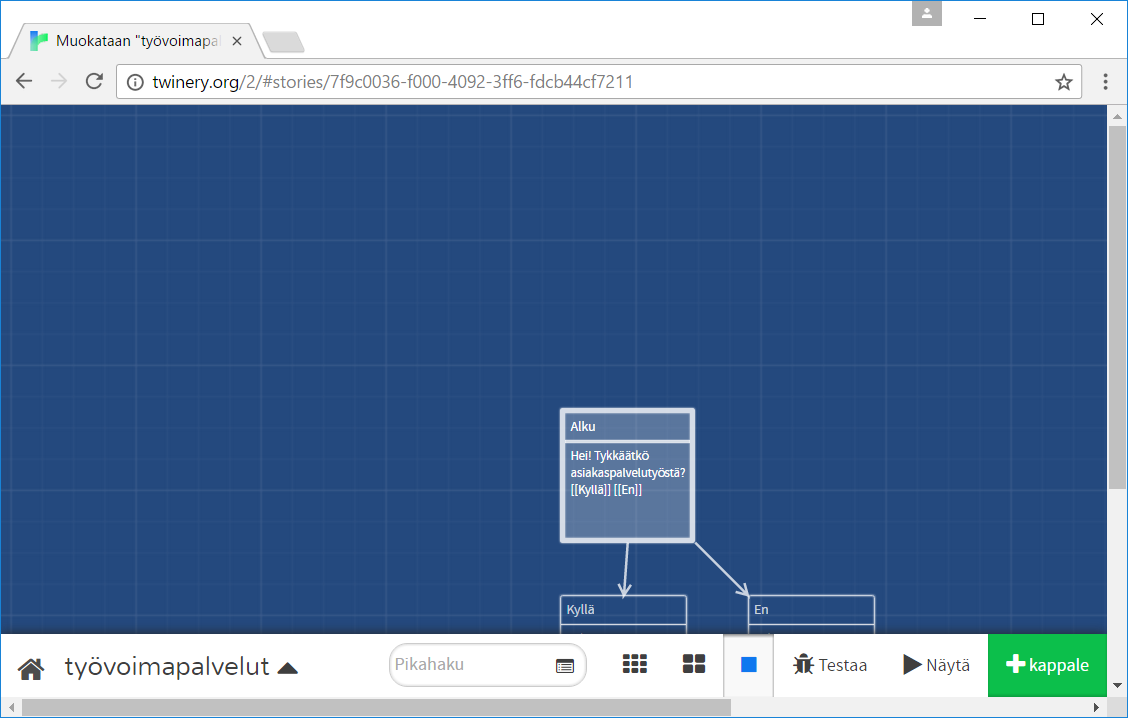 Muokataan "työvoimapal
twinery.org/2/#stories/7f9c0036-f000-4092-3ff6-fdcb44cf7211
Alku
Hei! Tykkäätkö
asiakaspalvelutyöstä?
[[Kyllä]] [[En]]
Kyllä
En
työvoimapalvelut
Pikahaku
Testaa
Näytä
kappale